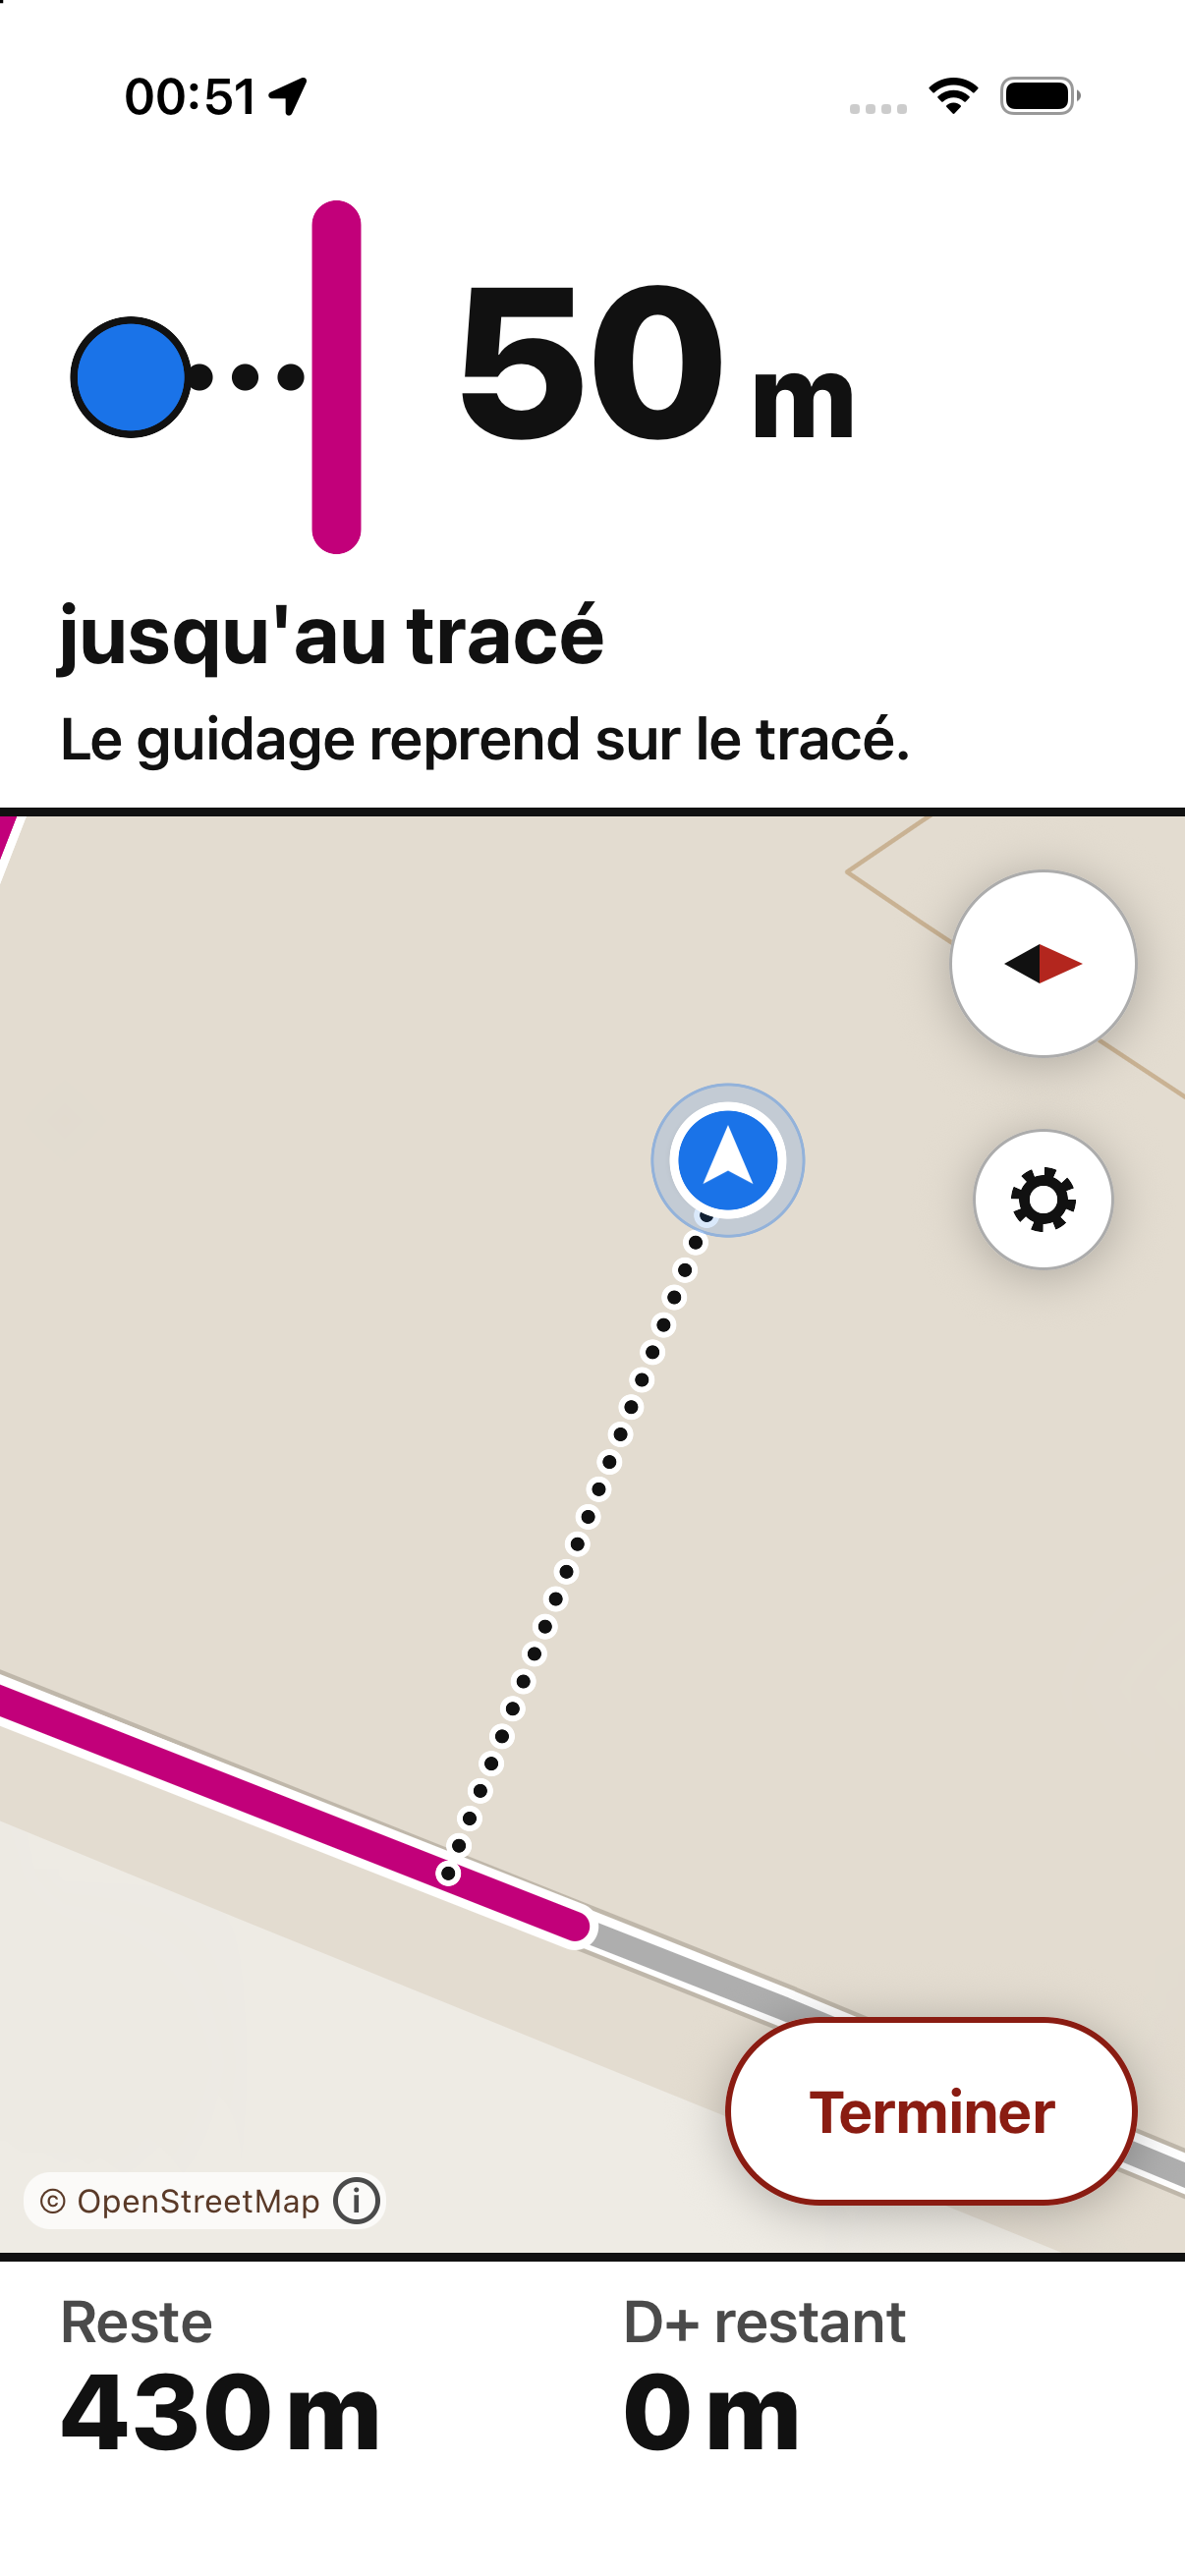 00:51
50 m
jusqu'au tracé
Le guidage reprend sur le tracé.
Terminer
© OpenStreetMap i
Reste
430 m
D+ restant
0 m